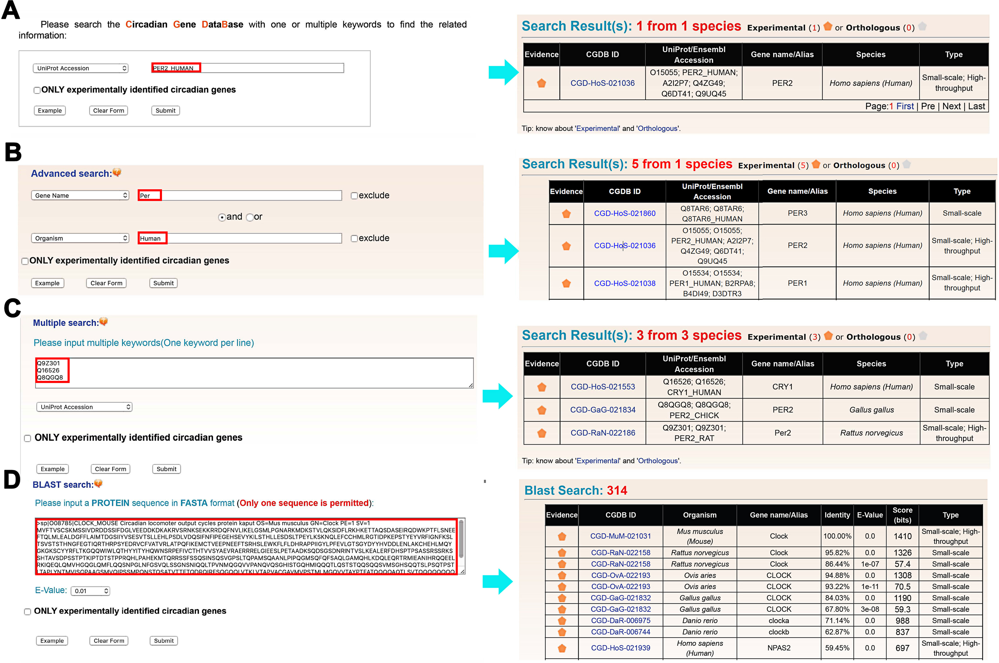 A
Please search the Circadian Gene DataBase with one or multiple keywords to find the related
information:
UniProt Accession
PER2_HUMAN
ONLY experimentally identified circadian genes
Example Clear Form Submit
Search Result(s): 1 from 1 species Experimental (1) or Orthologous (0)
Evidence CGDB ID UniProt/Ensembl Accession Gene name/Alias Species Type
CGD-HoS-021036 O15055; PER2_HUMAN; A2I2P7; Q4ZG49; Q6DT41; Q9UQ45 PER2 Homo sapiens (Human) Small-scale; High-throughput
Page:1 First | Pre | Next | Last
Tip: know about 'Experimental' and 'Orthologous'.
B
Advanced search:
Gene Name Per exclude
and or
Organism Human exclude
ONLY experimentally identified circadian genes
Example Clear Form Submit
Search Result(s): 5 from 1 species Experimental (5) or Orthologous (0)
Evidence CGDB ID UniProt/Ensembl Accession Gene name/Alias Species Type
CGD-HoS-021860 Q8TAR6; Q8TAR6; Q8TAR6_HUMAN PER3 Homo sapiens (Human) Small-scale
CGD-HoS-021036 O15055; O15055; PER2_HUMAN; A2I2P7; Q4ZG49; Q6DT41; Q9UQ45 PER2 Homo sapiens (Human) Small-scale; High-throughput
CGD-HoS-021038 O15534; O15534; PER1_HUMAN; B2RPA8; B4DI49; D3DTR3 PER1 Homo sapiens (Human) Small-scale; High-throughput
C
Multiple search:
Please input multiple keywords(One keyword per line)
Q9Z301
Q16526
Q8QGQ8
UniProt Accession
ONLY experimentally identified circadian genes
Example Clear Form Submit
Search Result(s): 3 from 3 species Experimental (3) or Orthologous (0)
Evidence CGDB ID UniProt/Ensembl Accession Gene name/Alias Species Type
CGD-HoS-021553 Q16526; Q16526; CRY1_HUMAN CRY1 Homo sapiens (Human) Small-scale
CGD-GaG-021834 Q8QGQ8; Q8QGQ8; PER2_CHICK PER2 Gallus gallus Small-scale
CGD-RaN-022186 Q9Z301; Q9Z301; PER2_RAT Per2 Rattus norvegicus Small-scale; High-throughput
Tip: know about 'Experimental' and 'Orthologous'.
D
BLAST search:
Please input a PROTEIN sequence in FASTA format (Only one sequence is permitted):
>sp|O08785|CLOCK_MOUSE Circadian locomoter output cycles protein kaput OS=Mus musculus GN=Clock PE=1 SV=1
MVFTVSCSKMSSIVDRDDSSIFDGLVEEDDKDKAKRVSRNKSEKKRRDQFNVLIKELGSMLPGNARKMDKSTVLQKSIDFLRKHKETTAQSDASEIRQDWKPTFLSNEE
FTQLMLEALDGFFLAIMTDGSIIYVSESVTSLLEHLPSDLVDQSIFNFIPEGEHSEVYKILSTHLLESDSLTPEYLKSKNQLEFCCHMLRGTIDPKEPSTYEYVRFIGNFKSL
TSVSTSTHNGFEGTIQRTHRPSYEDRVCFVATVRLATPQFIKEMCTVEEPNEEFTSRHSLEWKFLFLDHRAPPIIGYLPFEVLGTSGYDYYHVDDLENLAKCHEHLMQY
GKGKSCYYRFLTKGQQWIWLQTHYYITYHQWNSRPEFIVCTHTVVSYAEVRAERRRELGIEESLPETAADKSQDSGSDNRINTVSLKEALERFDHSPTPSASSRSSRKS
SHTAVSDPSSTPTKIPTDTSTPPRQHLPAHEKMTQRRSSFSSQSINSQSVGPSLTQPAMSQAANLPIPQGMSQFQFSAQLGAMQHLKDQLEQRTRMIEANIHRQQEEL
RKIQEQLQMVHGQGLQMFLQQSNPGLNFGSVQLSSGNSNIQQLTPVNMQGQVVPANQVQSGHISTGQHMIQQQTLQSTSTQQSQQSVMSGHSQQTSLPSQTPST
LTAPLYNTMVISQPAAGSMVQIPSSMPQNSTQSATVTTFTQDRQIRFSQGQQLVTKLVTAPVACGAVMVPSTMLMGQVVTAYPTFATQQQQAQTLSVTQQQQQQQQ
E-Value: 0.01
ONLY experimentally identified circadian genes
Example Clear Form Submit
Blast Search: 314
Evidence CGDB ID Organism Gene name/Alias Identity E-Value Score (bits) Type
CGD-MuM-021031 Mus musculus (Mouse) Clock 100.00% 0.0 1410 Small-scale; High-throughput
CGD-RaN-022158 Rattus norvegicus Clock 95.82% 0.0 1326 Small-scale
CGD-RaN-022158 Rattus norvegicus Clock 86.44% 1e-07 57.4 Small-scale
CGD-OvA-022193 Ovis aries CLOCK 94.88% 0.0 1308 Small-scale
CGD-OvA-022193 Ovis aries CLOCK 93.22% 1e-11 70.5 Small-scale
CGD-GaG-021832 Gallus gallus CLOCK 84.03% 0.0 1190 Small-scale
CGD-GaG-021832 Gallus gallus CLOCK 67.80% 3e-08 59.3 Small-scale
CGD-DaR-006975 Danio rerio clocka 71.14% 0.0 988 Small-scale
CGD-DaR-006744 Danio rerio clockb 62.87% 0.0 837 Small-scale
CGD-HoS-021939 Homo sapiens (Human) NPAS2 59.45% 0.0 697 Small-scale; High-throughput